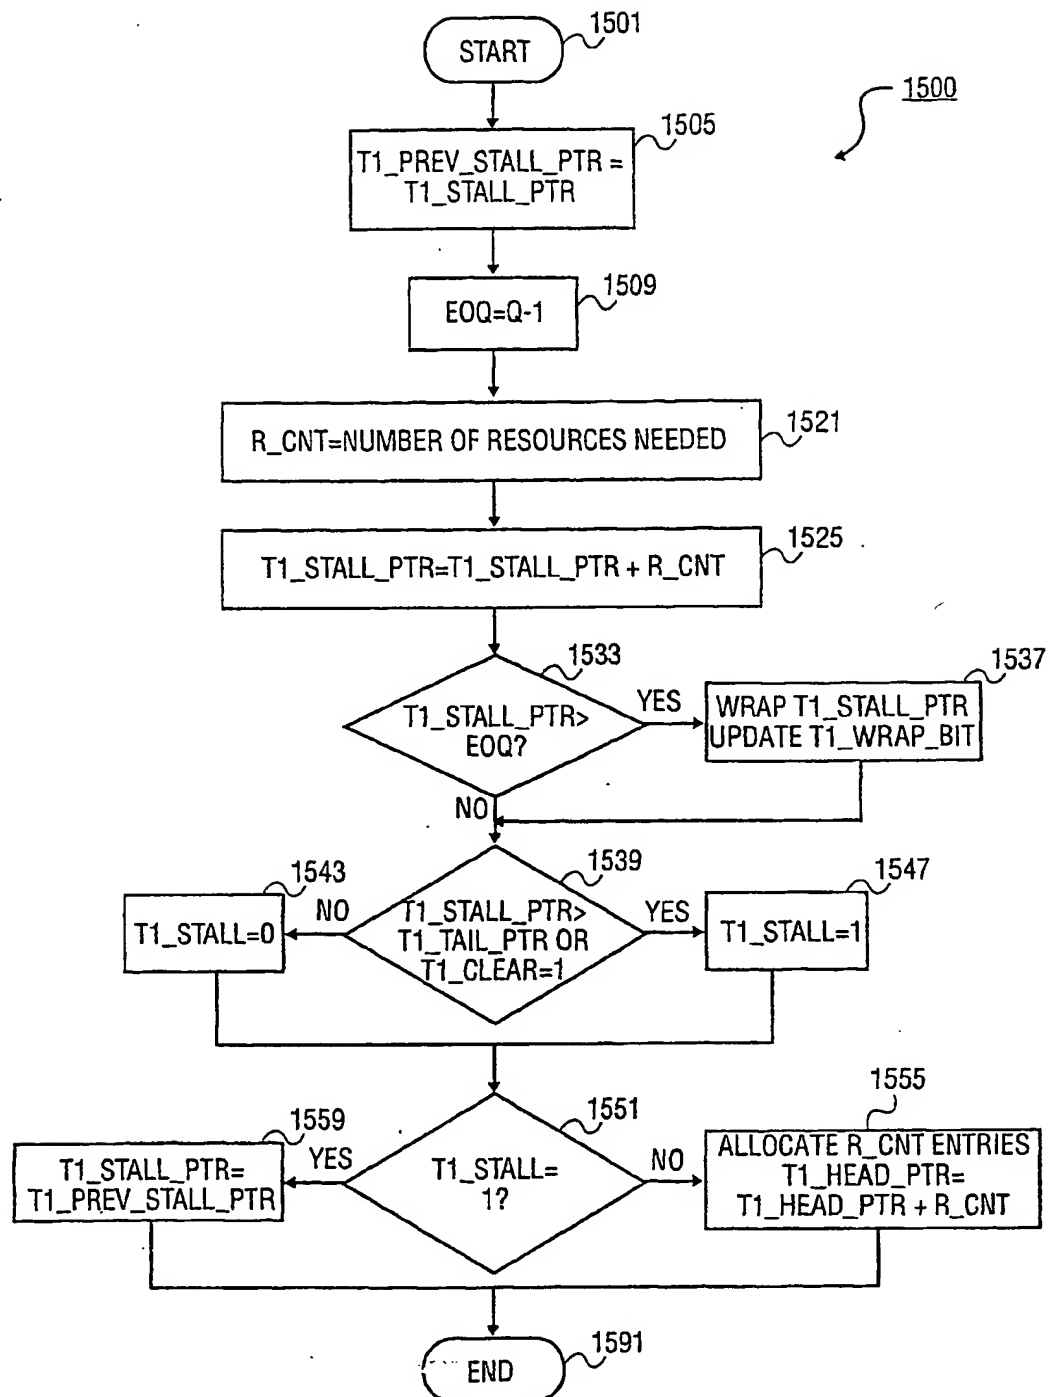 START
1501
1500
T1_PREV_STALL_PTR =
T1_STALL_PTR
1505
EOQ=Q-1
1509
R_CNT=NUMBER OF RESOURCES NEEDED
1521
T1_STALL_PTR=T1_STALL_PTR + R_CNT
1525
T1_STALL_PTR>
EOQ?
1533
YES
WRAP T1_STALL_PTR
UPDATE T1_WRAP_BIT
1537
NO
T1_STALL_PTR>
T1_TAIL_PTR OR
T1_CLEAR=1
1539
NO
T1_STALL=0
1543
YES
T1_STALL=1
1547
T1_STALL=
1?
1551
YES
T1_STALL_PTR=
T1_PREV_STALL_PTR
1559
NO
ALLOCATE R_CNT ENTRIES
T1_HEAD_PTR=
T1_HEAD_PTR + R_CNT
1555
END
1591